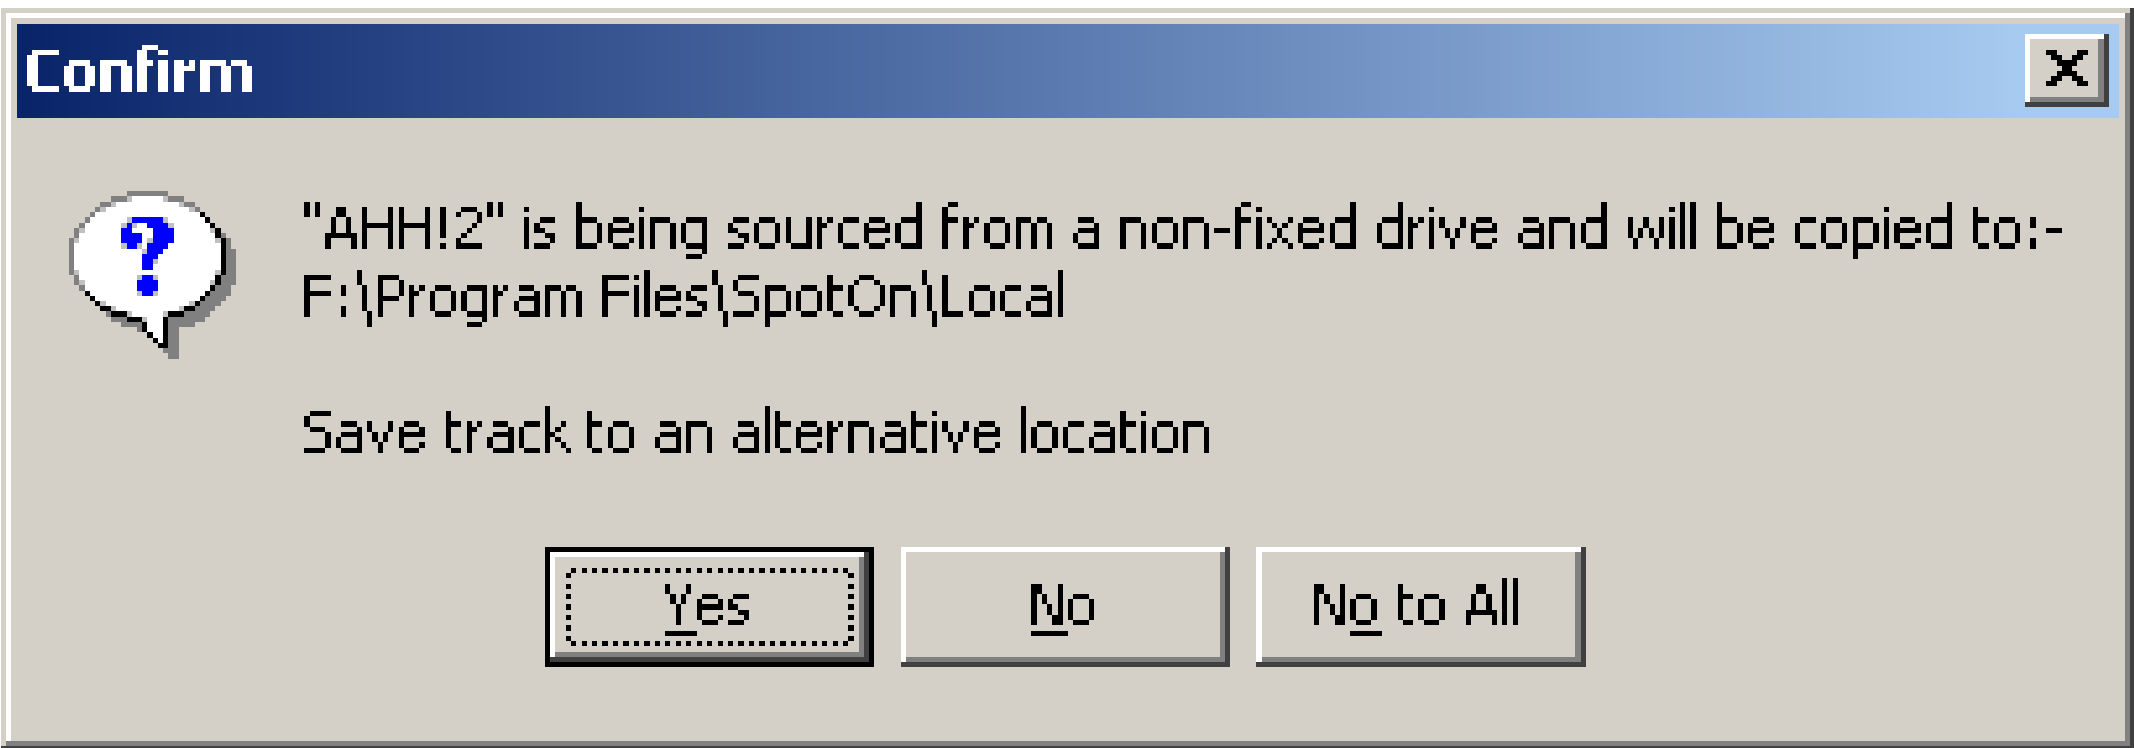 Confirm
"AHH!2" is being sourced from a non-fixed drive and will be copied to:-
F:\Program Files\SpotOn\Local
Save track to an alternative location
Yes
No
No to All